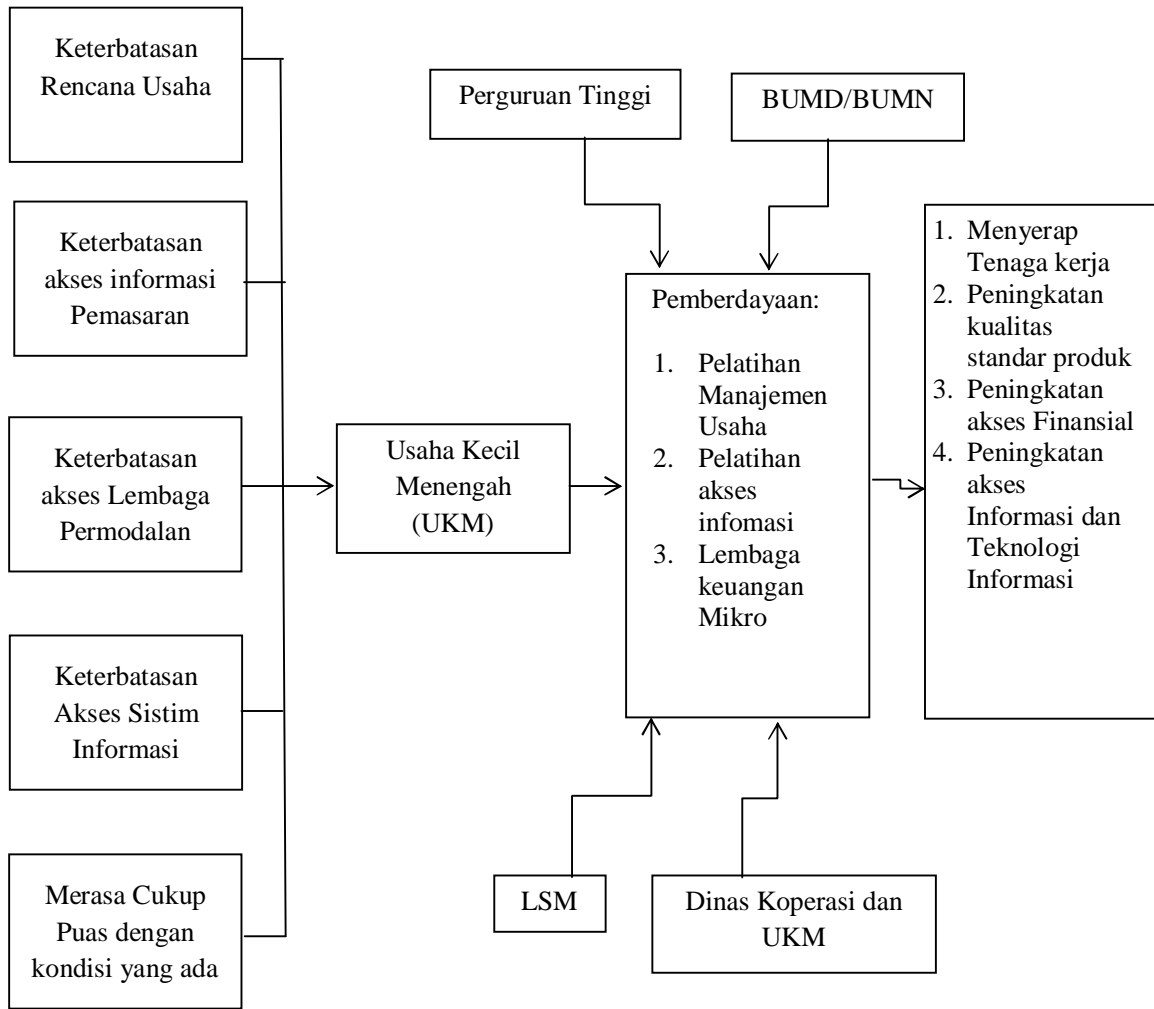 Keterbatasan
Rencana Usaha
Perguruan Tinggi
BUMD/BUMN
Keterbatasan
akses informasi
Pemasaran
Keterbatasan
akses Lembaga
Permodalan
Usaha Kecil
Menengah
(UKM)
Pemberdayaan:
1. Pelatihan
Manajemen
Usaha
2. Pelatihan
akses
infomasi
3. Lembaga
keuangan
Mikro
1. Menyerap
Tenaga kerja
2. Peningkatan
kualitas
standar produk
3. Peningkatan
akses Finansial
4. Peningkatan
akses
Informasi dan
Teknologi
Informasi
Keterbatasan
Akses Sistim
Informasi
Merasa Cukup
Puas dengan
kondisi yang ada
LSM
Dinas Koperasi dan
UKM